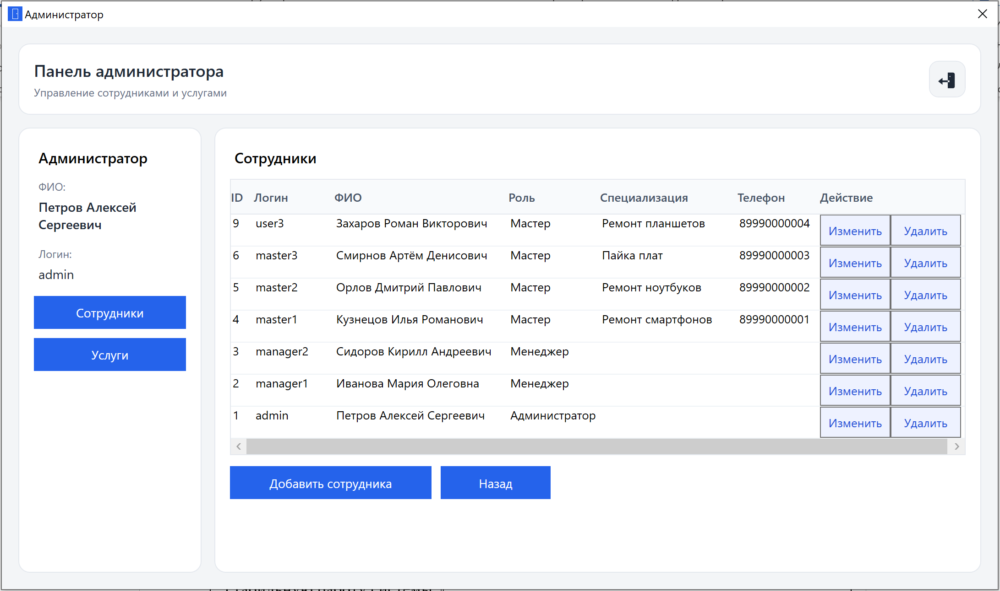 Администратор
Панель администратора
Управление сотрудниками и услугами
Администратор
ФИО:
Петров Алексей
Сергеевич
Логин:
admin
Сотрудники
Услуги
Сотрудники
ID Логин ФИО Роль Специализация Телефон Действие
9 user3 Захаров Роман Викторович Мастер Ремонт планшетов 89990000004 Изменить Удалить
6 master3 Смирнов Артём Денисович Мастер Пайка плат 89990000003 Изменить Удалить
5 master2 Орлов Дмитрий Павлович Мастер Ремонт ноутбуков 89990000002 Изменить Удалить
4 master1 Кузнецов Илья Романович Мастер Ремонт смартфонов 89990000001 Изменить Удалить
3 manager2 Сидоров Кирилл Андреевич Менеджер Изменить Удалить
2 manager1 Иванова Мария Олеговна Менеджер Изменить Удалить
1 admin Петров Алексей Сергеевич Администратор Изменить Удалить
Добавить сотрудника Назад